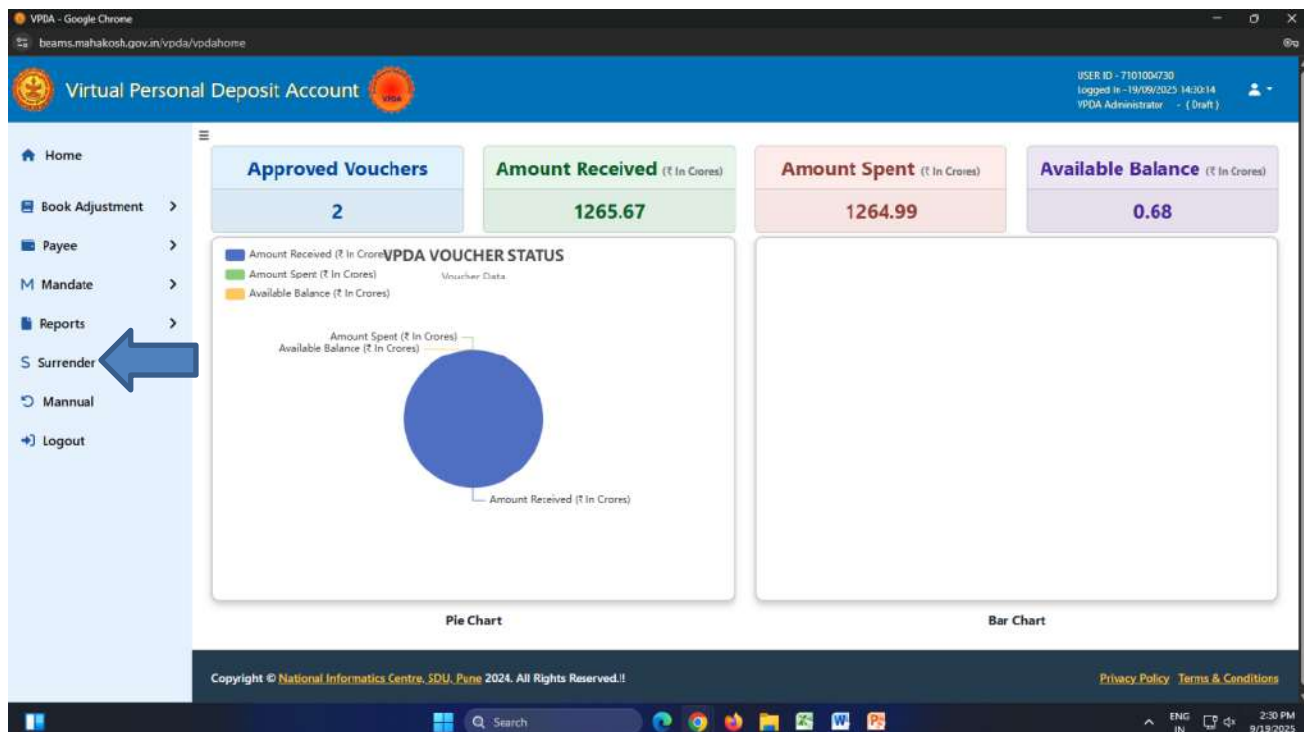 VPDA - Google Chrome
beams.mahakosh.gov.in/vpda/vpdahome
Virtual Personal Deposit Account
VPDA
USER ID - 7101004730
Logged In -19/09/2025 14:30:14
VPDA Administrator - ( Draft )
Home
Book Adjustment
Payee
M Mandate
Reports
S Surrender
Mannual
Logout
Approved Vouchers
2
Amount Received (₹ In Crores)
1265.67
Amount Spent (₹ In Crores)
1264.99
Available Balance (₹ In Crores)
0.68
VPDA VOUCHER STATUS
Voucher Data
Amount Received (₹ In Crore
Amount Spent (₹ In Crores)
Available Balance (₹ In Crores)
Amount Spent (₹ In Crores)
Available Balance (₹ In Crores)
Amount Received (₹ In Crores)
Pie Chart
Bar Chart
Copyright © National Informatics Centre, SDU, Pune 2024. All Rights Reserved.!!
Privacy Policy Terms & Conditions
Search
ENG
IN
2:30 PM
9/19/2025